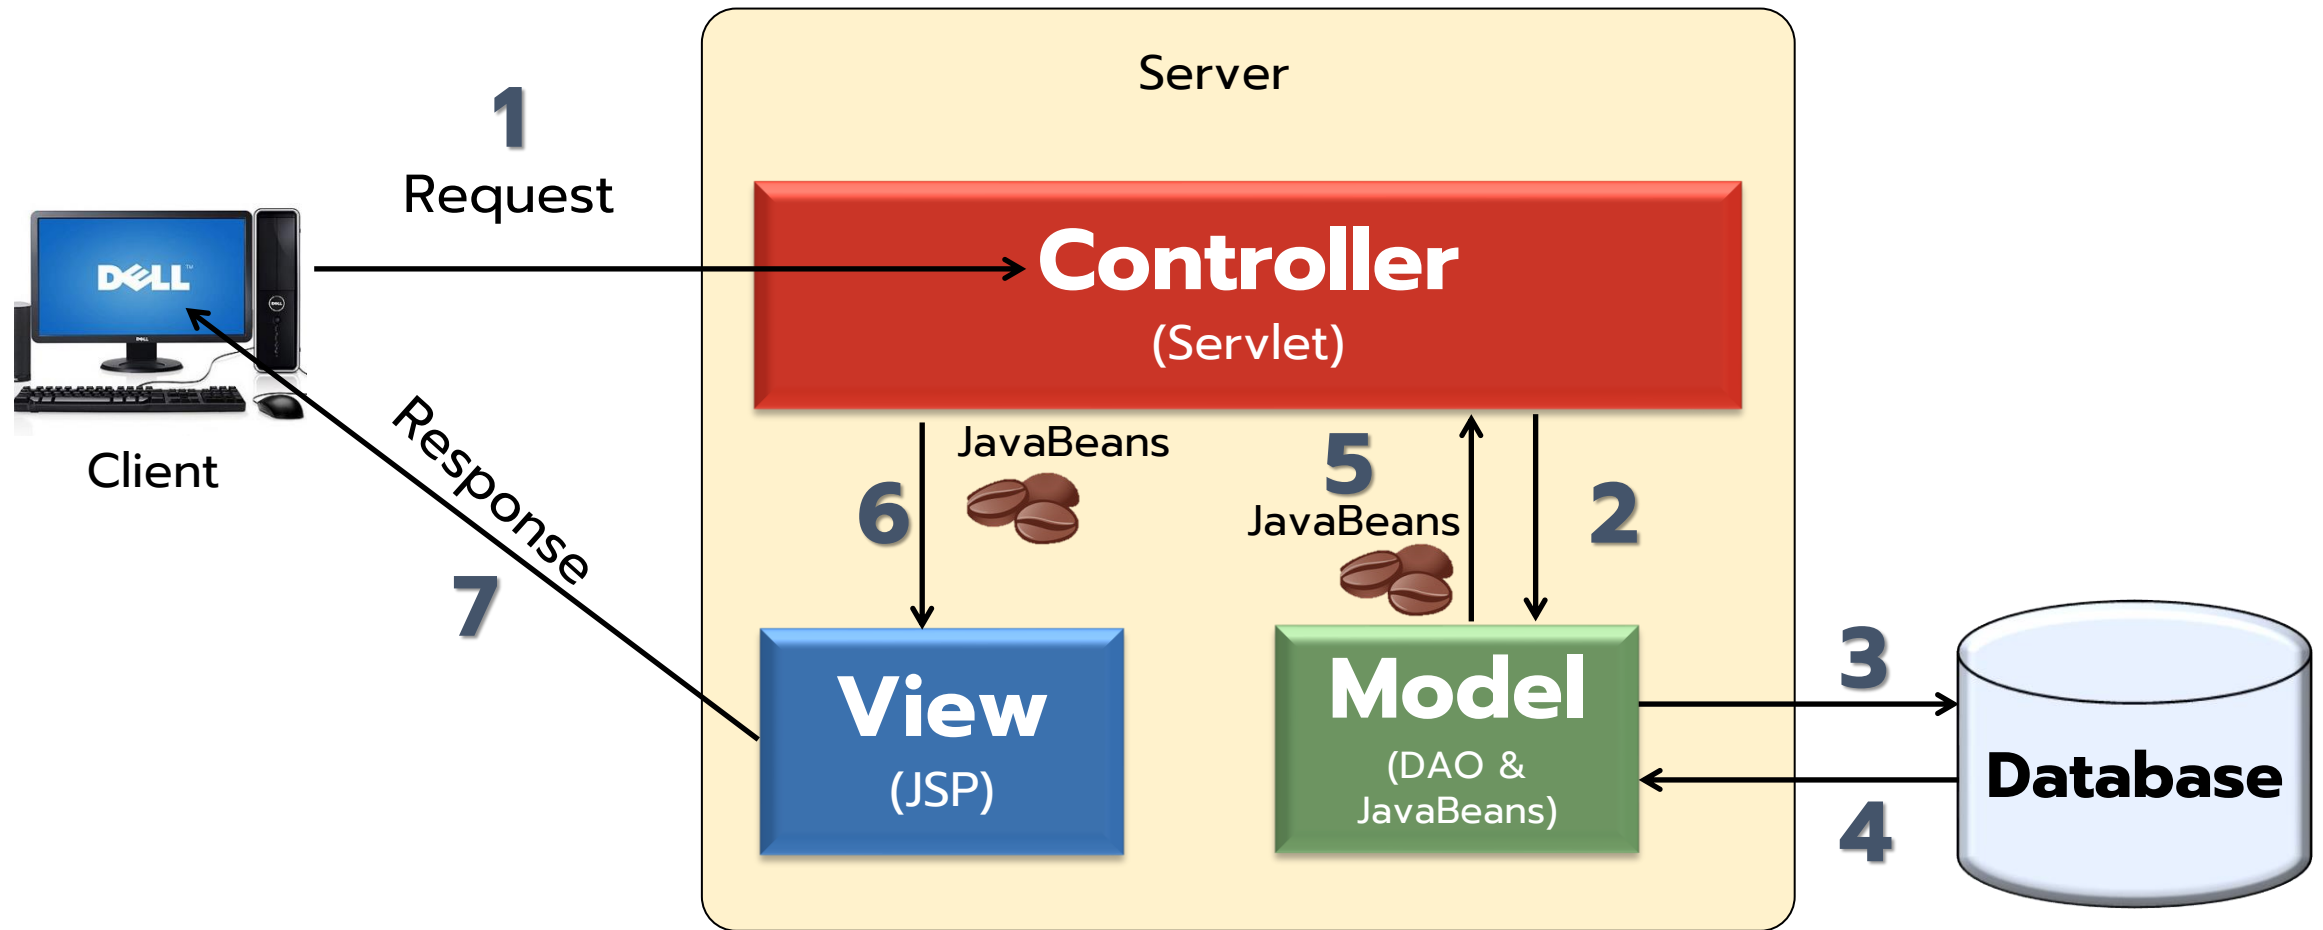 Server
1
Request
Controller
(Servlet)
DELL
Client
Response
7
JavaBeans
6
5
JavaBeans
2
View
(JSP)
Model
(DAO &
JavaBeans)
3
4
Database